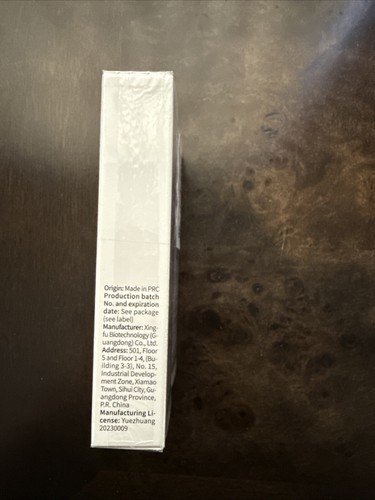 Origin: Made in PRC
Production batch
No. and expiration
date: See package
(see label)
Manufacturer: Xing-
fu Biotechnology (G-
uangdong) Co., Ltd.
Address: 501, Floor
5 and Floor 1-4, (Bu-
ilding 3-3), No. 15,
Industrial Develop-
ment Zone, Xiamao
Town, Sihui City, Gu-
angdong Province,
P.R. China
Manufacturing Li-
cense: Yuezhuang
20230009